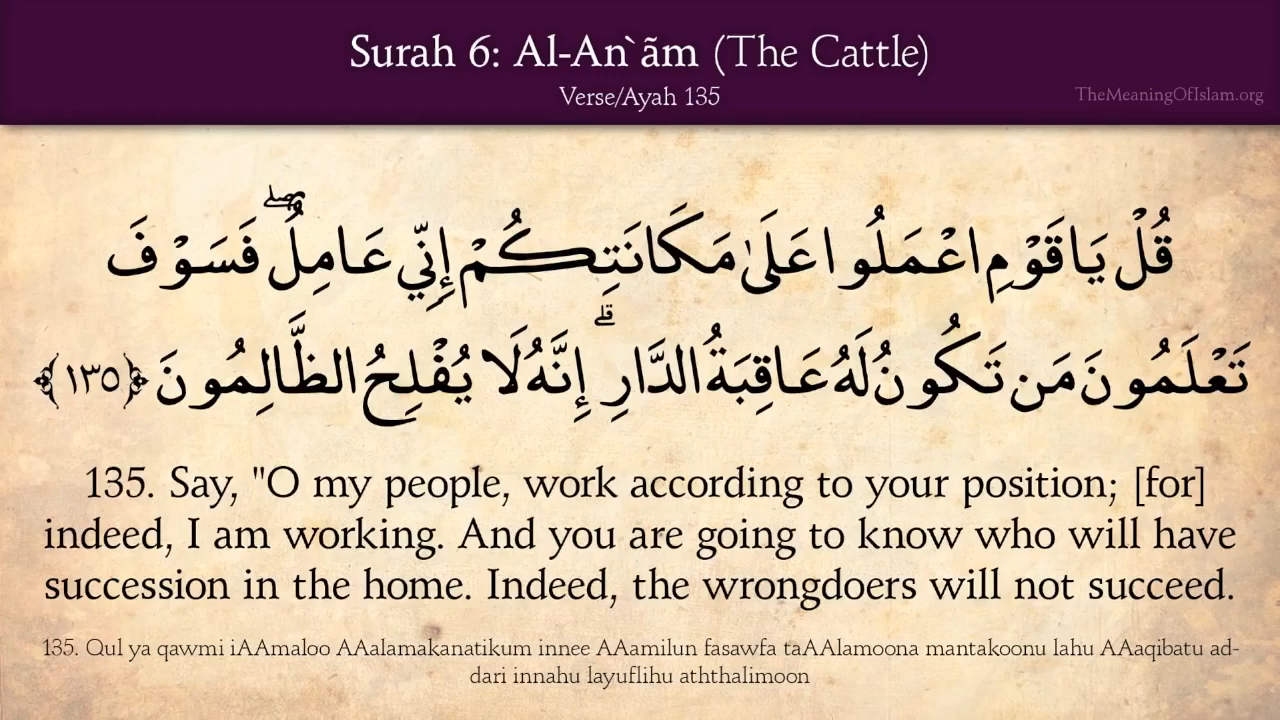 Surah 6: Al-An`ãm (The Cattle)
Verse/Ayah 135
TheMeaningOfIslam.org
قُلْ يَا قَوْمِ اعْمَلُوا عَلَىٰ مَكَانَتِكُمْ إِنِّي عَامِلٌ ۖ فَسَوْفَ
تَعْلَمُونَ مَن تَكُونُ لَهُ عَاقِبَةُ الدَّارِ ۗ إِنَّهُ لَا يُفْلِحُ الظَّالِمُونَ ﴿١٣٥﴾
135. Say, "O my people, work according to your position; [for]
indeed, I am working. And you are going to know who will have
succession in the home. Indeed, the wrongdoers will not succeed.
135. Qul ya qawmi iAAmaloo AAalamakanatikum innee AAamilun fasawfa taAAlamoona mantakoonu lahu AAaqibatu ad-
dari innahu layuflihu aththalimoon